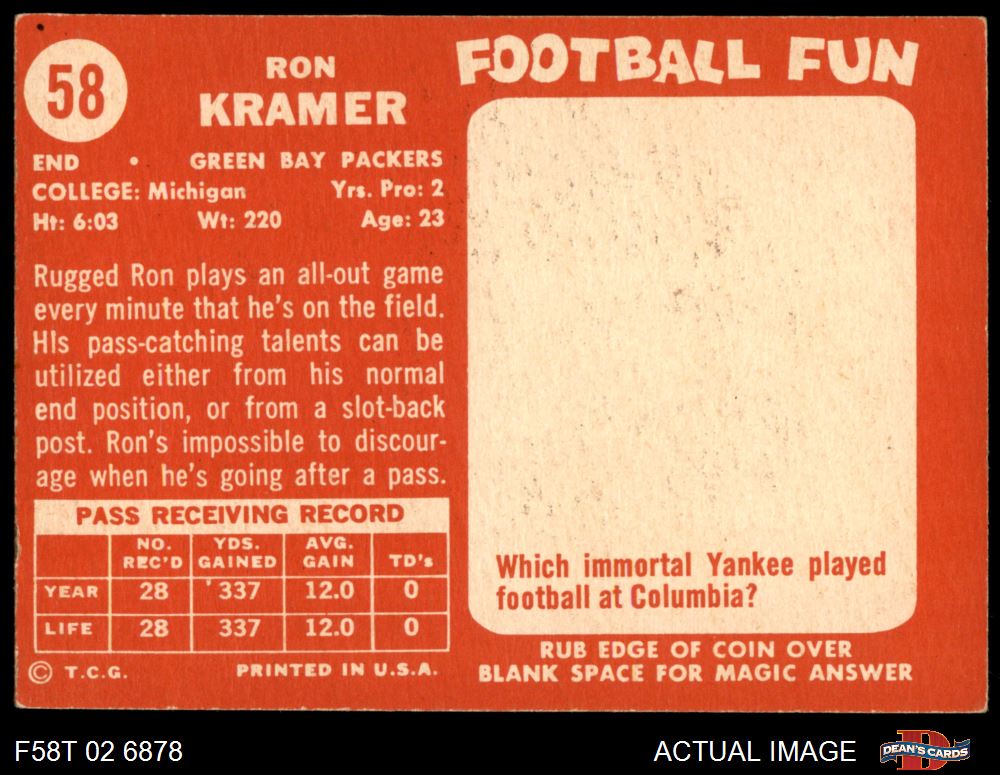 58
RON
KRAMER
END • GREEN BAY PACKERS
COLLEGE: Michigan Yrs. Pro: 2
Ht: 6:03 Wt: 220 Age: 23
Rugged Ron plays an all-out game
every minute that he's on the field.
HIs pass-catching talents can be
utilized either from his normal
end position, or from a slot-back
post. Ron's impossible to discour-
age when he's going after a pass.
PASS RECEIVING RECORD
NO. REC'D YDS. GAINED AVG. GAIN TD's
YEAR 28 337 12.0 0
LIFE 28 337 12.0 0
© T.C.G. PRINTED IN U.S.A.
FOOTBALL FUN
Which immortal Yankee played
football at Columbia?
RUB EDGE OF COIN OVER
BLANK SPACE FOR MAGIC ANSWER
F58T 02 6878 ACTUAL IMAGE D DEAN'S CARDS